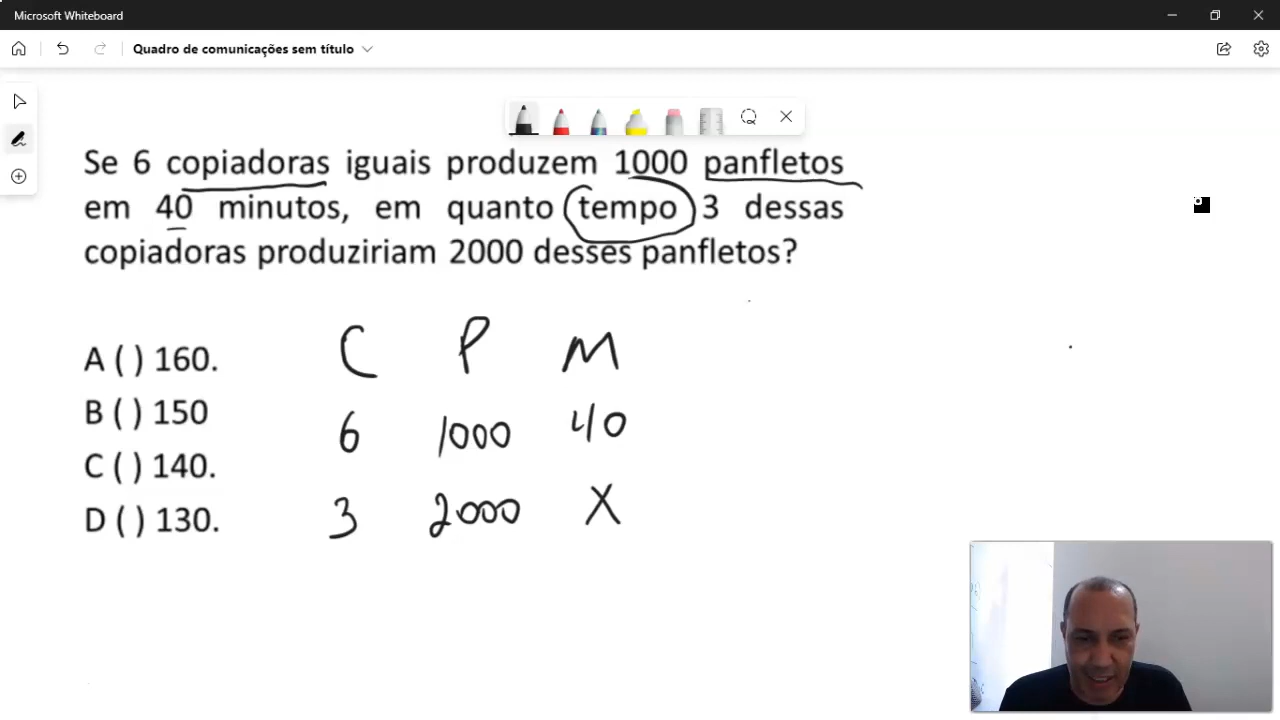 Microsoft Whiteboard
Quadro de comunicações sem título
Se 6 copiadoras iguais produzem 1000 panfletos
em 40 minutos, em quanto tempo 3 dessas
copiadoras produziriam 2000 desses panfletos?
A ( ) 160.
B ( ) 150
C ( ) 140.
D ( ) 130.
C P M
6 1000 40
3 2000 X